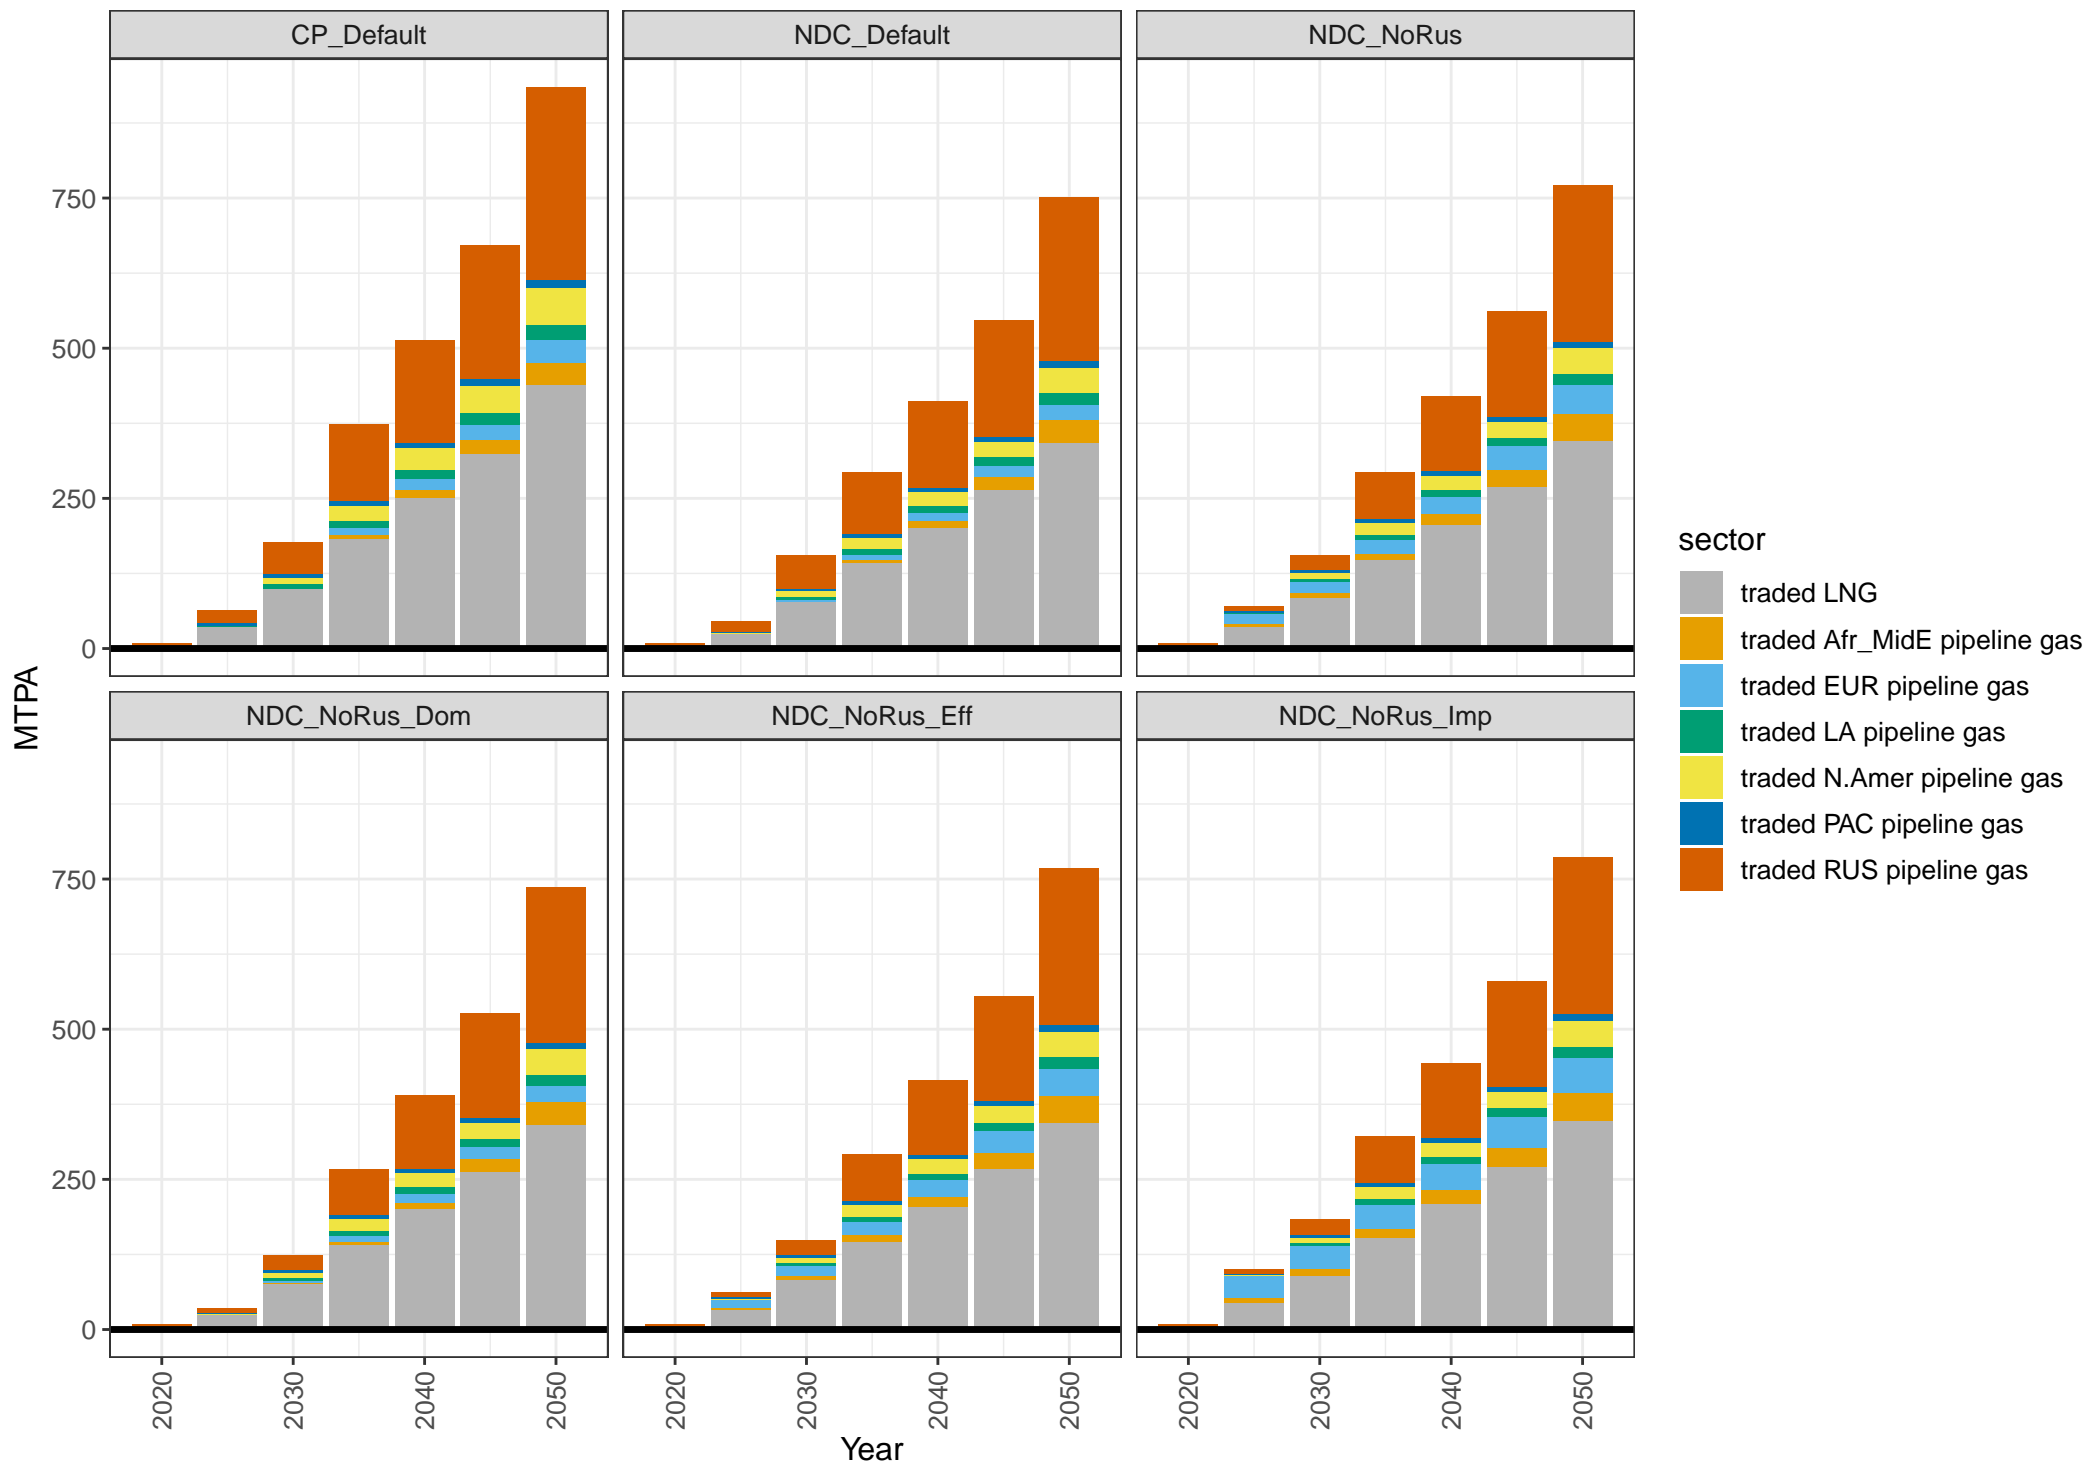 CP_Default
NDC_Default
NDC_NoRus
750
500
250
0
NDC_NoRus_Dom
NDC_NoRus_Eff
NDC_NoRus_Imp
750
500
250
0
2020
2030
2040
2050
2020
2030
2040
2050
2020
2030
2040
2050
Year
MTPA
sector
traded LNG
traded Afr_MidE pipeline gas
traded EUR pipeline gas
traded LA pipeline gas
traded N.Amer pipeline gas
traded PAC pipeline gas
traded RUS pipeline gas